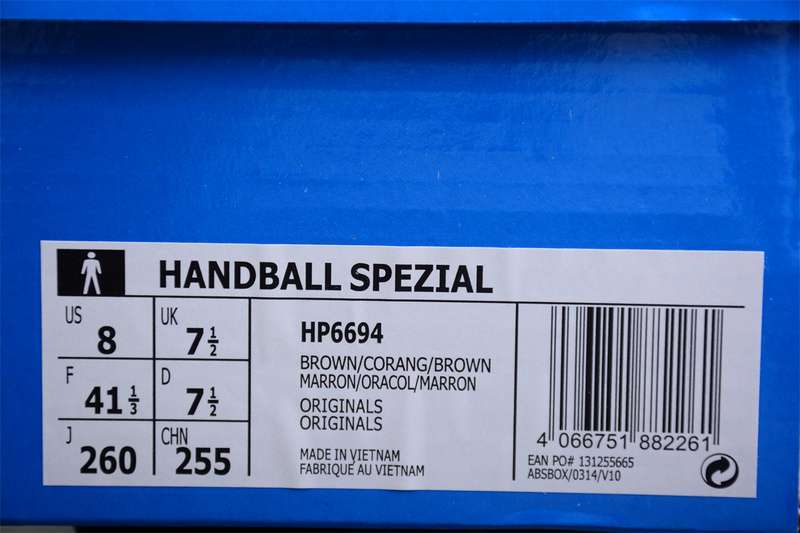 HANDBALL SPEZIAL
US 8
UK 7 1/2
F 41 1/3
D 7 1/2
J 260
CHN 255
HP6694
BROWN/CORANG/BROWN
MARRON/ORACOL/MARRON
ORIGINALS
ORIGINALS
MADE IN VIETNAM
FABRIQUE AU VIETNAM
4 066751 882261
EAN PO# 131255665
ABSBOX/0314/V10